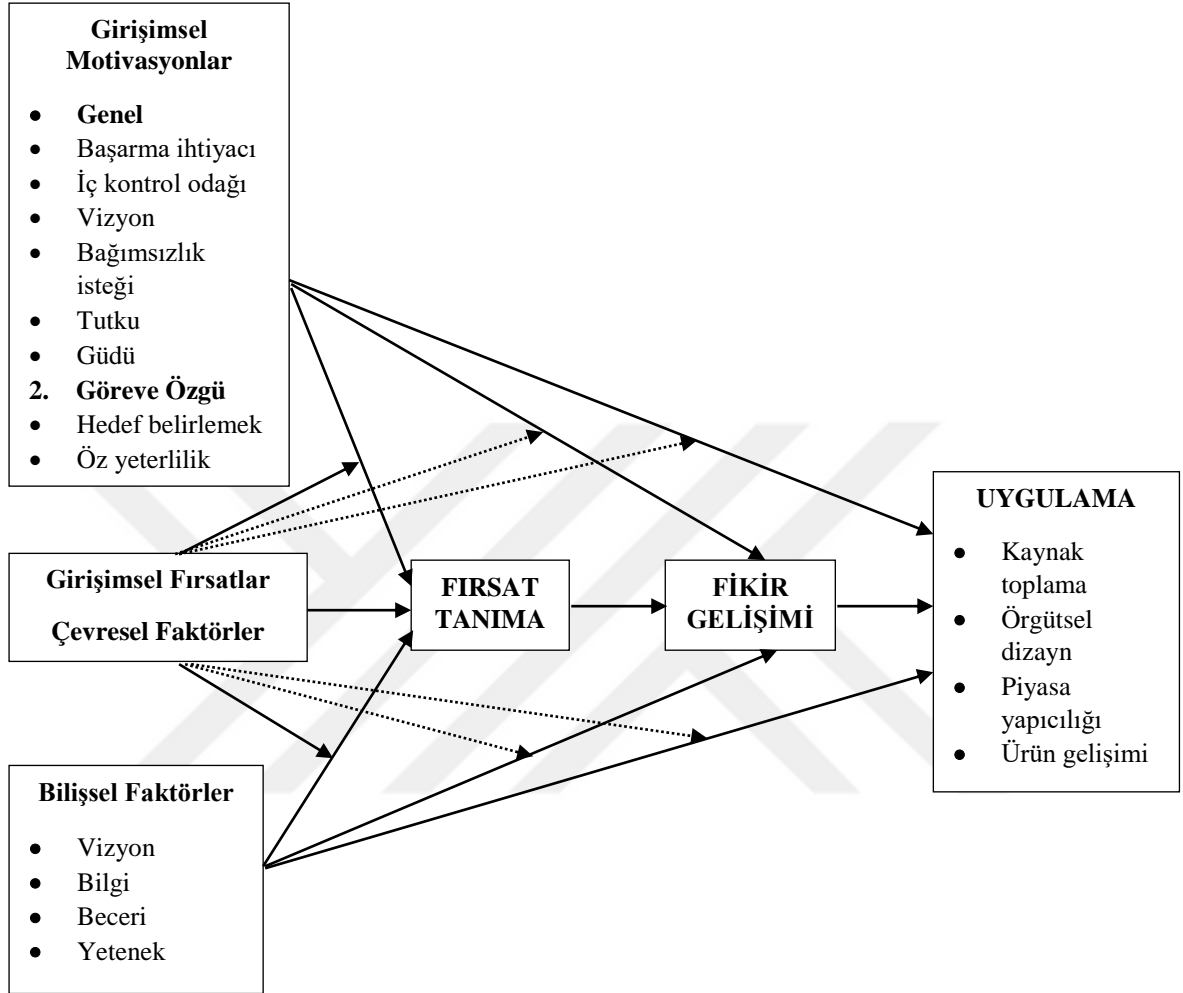 Girişimsel
Motivasyonlar
● Genel
● Başarma ihtiyacı
● İç kontrol odağı
● Vizyon
● Bağımsızlık
isteği
● Tutku
● Güdü
2. Göreve Özgü
● Hedef belirlemek
● Öz yeterlilik
Girişimsel Fırsatlar
Çevresel Faktörler
Bilişsel Faktörler
● Vizyon
● Bilgi
● Beceri
● Yetenek
FIRSAT
TANIMA
FİKİR
GELİŞİMİ
UYGULAMA
● Kaynak
toplama
● Örgütsel
dizayn
● Piyasa
yapıcılığı
● Ürün gelişimi